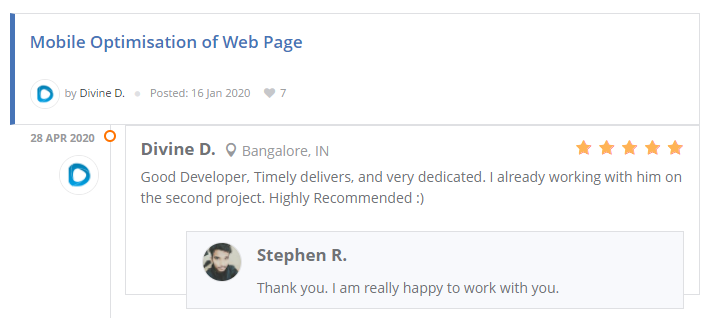 Mobile Optimisation of Web Page
by Divine D. Posted: 16 Jan 2020 7
28 APR 2020
Divine D. Bangalore, IN
Good Developer, Timely delivers, and very dedicated. I already working with him on
the second project. Highly Recommended :)
Stephen R.
Thank you. I am really happy to work with you.